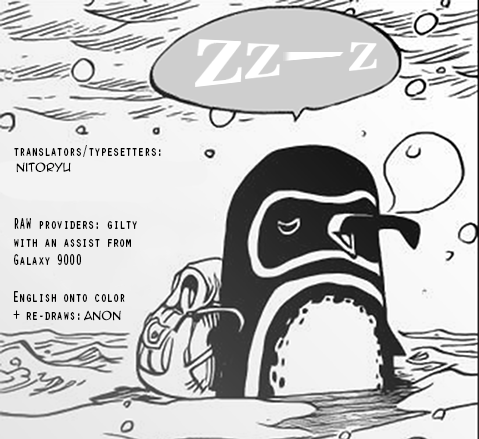 Zz—z
TRANSLATORS/TYPESETTERS:
NITORYU
RAW PROVIDERS: GILTY
WITH AN ASSIST FROM
GALAXY 9000
ENGLISH ONTO COLOR
+ RE-DRAWS: ANON